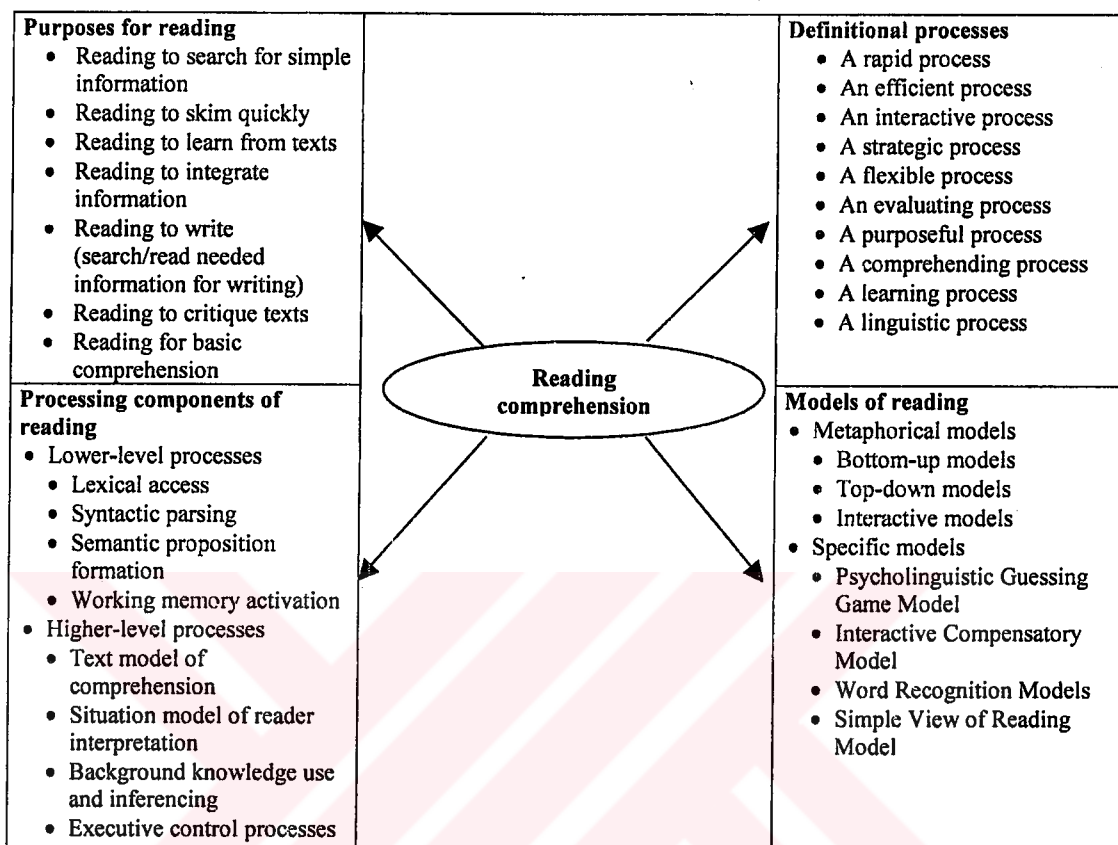 Purposes for reading
• Reading to search for simple
information
• Reading to skim quickly
• Reading to learn from texts
• Reading to integrate
information
• Reading to write
(search/read needed
information for writing)
• Reading to critique texts
• Reading for basic
comprehension
Definitional processes
• A rapid process
• An efficient process
• An interactive process
• A strategic process
• A flexible process
• An evaluating process
• A purposeful process
• A comprehending process
• A learning process
• A linguistic process
Reading
comprehension
Processing components of
reading
• Lower-level processes
• Lexical access
• Syntactic parsing
• Semantic proposition
formation
• Working memory activation
• Higher-level processes
• Text model of
comprehension
• Situation model of reader
interpretation
• Background knowledge use
and inferencing
• Executive control processes
Models of reading
• Metaphorical models
• Bottom-up models
• Top-down models
• Interactive models
• Specific models
• Psycholinguistic Guessing
Game Model
• Interactive Compensatory
Model
• Word Recognition Models
• Simple View of Reading
Model